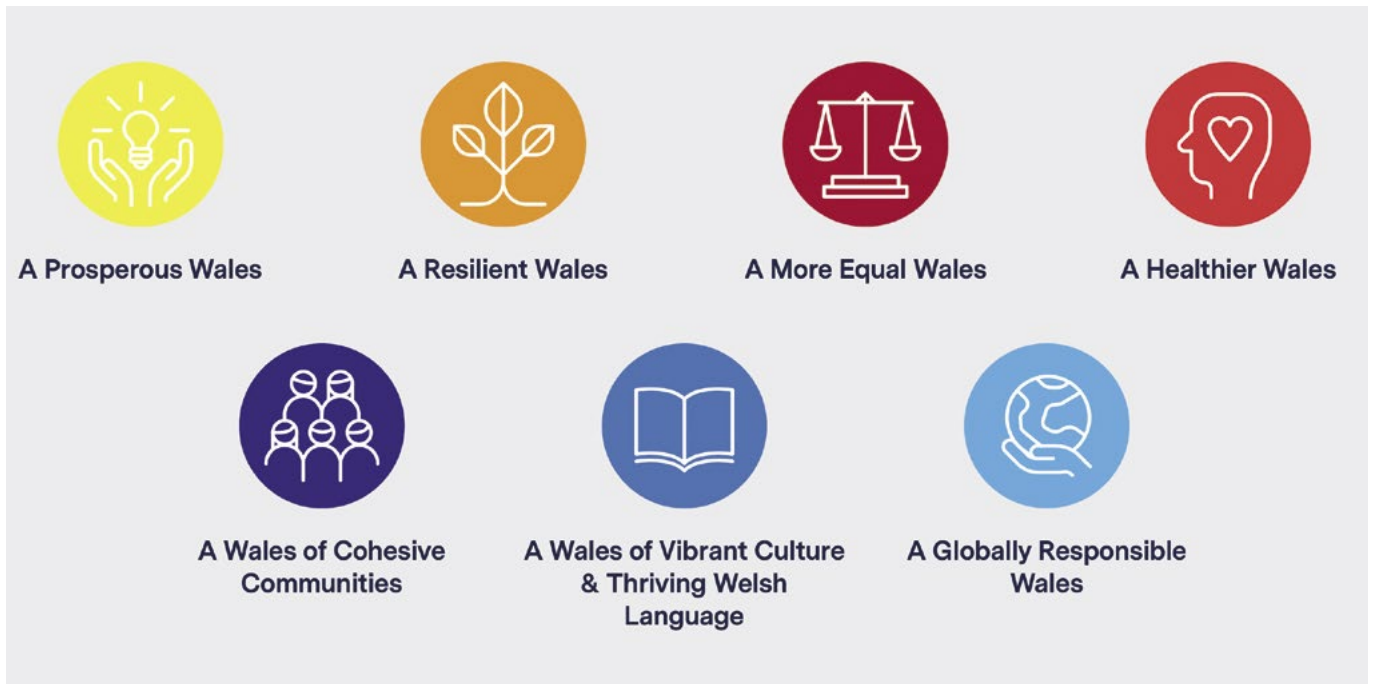 A Prosperous Wales
A Resilient Wales
A More Equal Wales
A Healthier Wales
A Wales of Cohesive
Communities
A Wales of Vibrant Culture
& Thriving Welsh
Language
A Globally Responsible
Wales